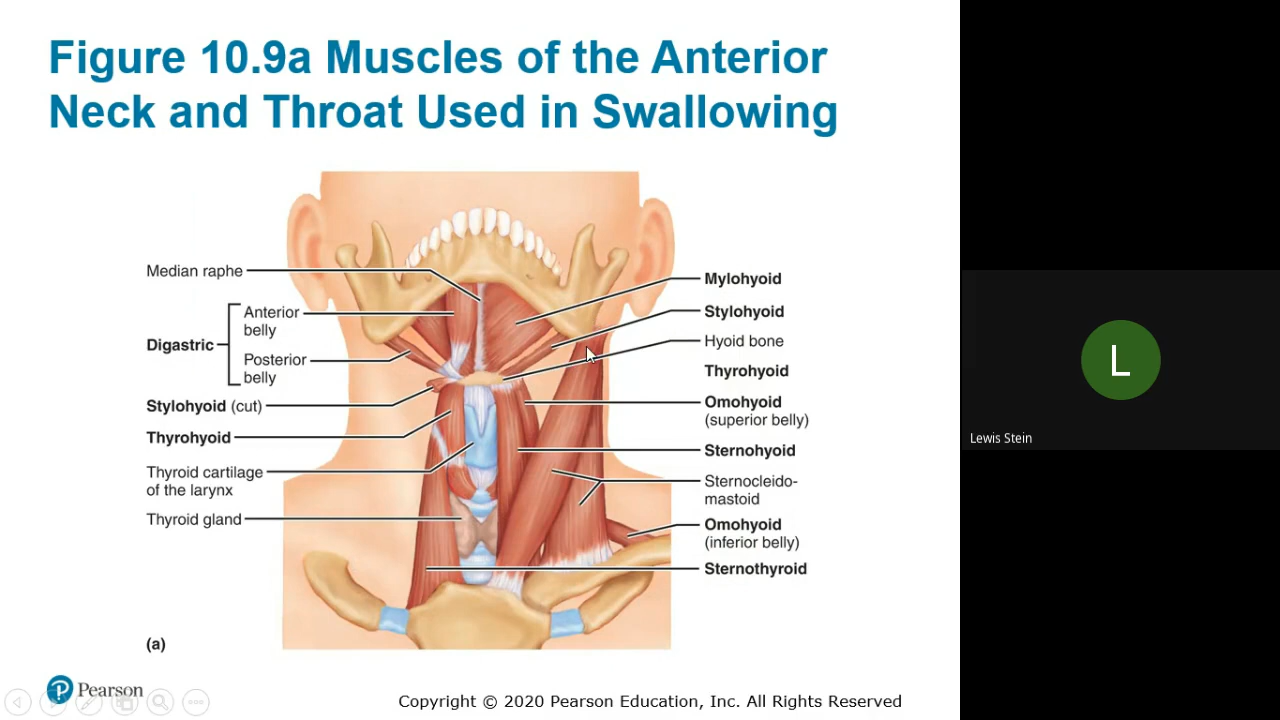 Figure 10.9a Muscles of the Anterior
Neck and Throat Used in Swallowing
Median raphe
Digastric
Anterior
belly
Posterior
belly
Stylohyoid (cut)
Thyrohyoid
Thyroid cartilage
of the larynx
Thyroid gland
Mylohyoid
Stylohyoid
Hyoid bone
Thyrohyoid
Omohyoid
(superior belly)
Sternohyoid
Sternocleido-
mastoid
Omohyoid
(inferior belly)
Sternothyroid
(a)
P Pearson
Copyright © 2020 Pearson Education, Inc. All Rights Reserved
L
Lewis Stein